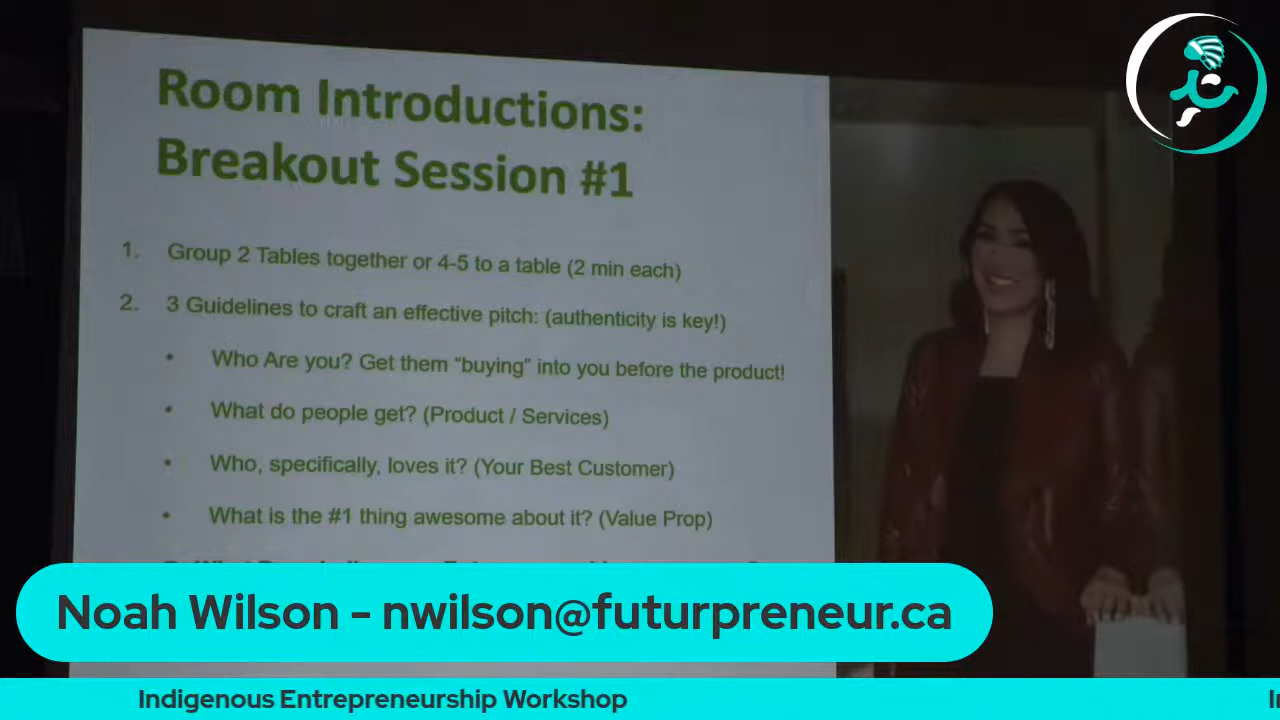 Room Introductions:
Breakout Session #1
1. Group 2 Tables together or 4-5 to a table (2 min each)
2. 3 Guidelines to craft an effective pitch: (authenticity is key!)
• Who Are you? Get them “buying” into you before the product!
• What do people get? (Product / Services)
• Who, specifically, loves it? (Your Best Customer)
• What is the #1 thing awesome about it? (Value Prop)
Noah Wilson - nwilson@futurpreneur.ca
Indigenous Entrepreneurship Workshop